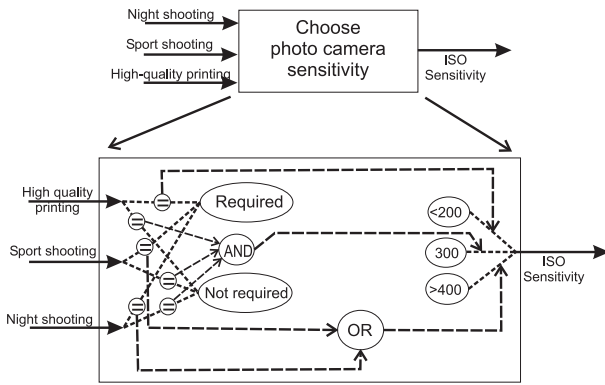 Night shooting
Sport shooting
High-quality printing
Choose
photo camera
sensitivity
ISO
Sensitivity
High quality
printing
Sport shooting
Night shooting
=
=
=
=
=
=
Required
AND
Not required
OR
<200
300
>400
ISO
Sensitivity